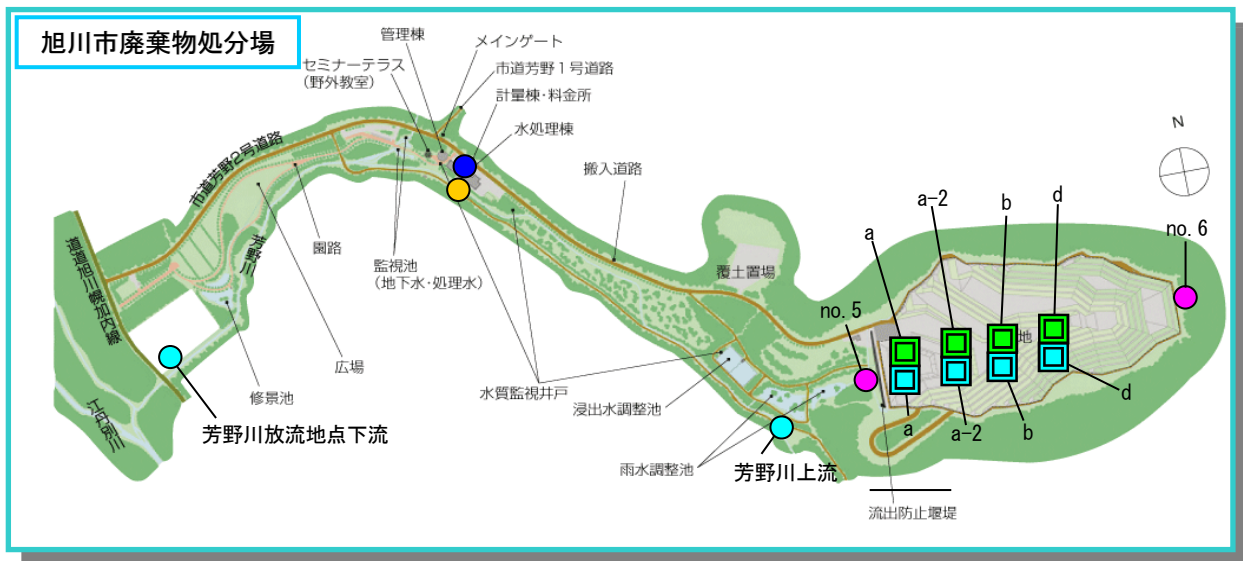 旭川市廃棄物処分場
管理棟
メインゲート
セミナーテラス
(野外教室)
市道芳野1号道路
計量棟・料金所
水処理棟
搬入道路
市道芳野2号道路
道道旭川幌加内線
江丹別川
芳野川
園路
監視池
(地下水・処理水)
広場
修景池
芳野川放流地点下流
水質監視井戸
覆土置場
浸出水調整池
雨水調整池
芳野川上流
流出防止堰堤
N
no.5
no.6
a
a-2
b
d
地
a
a-2
b
d